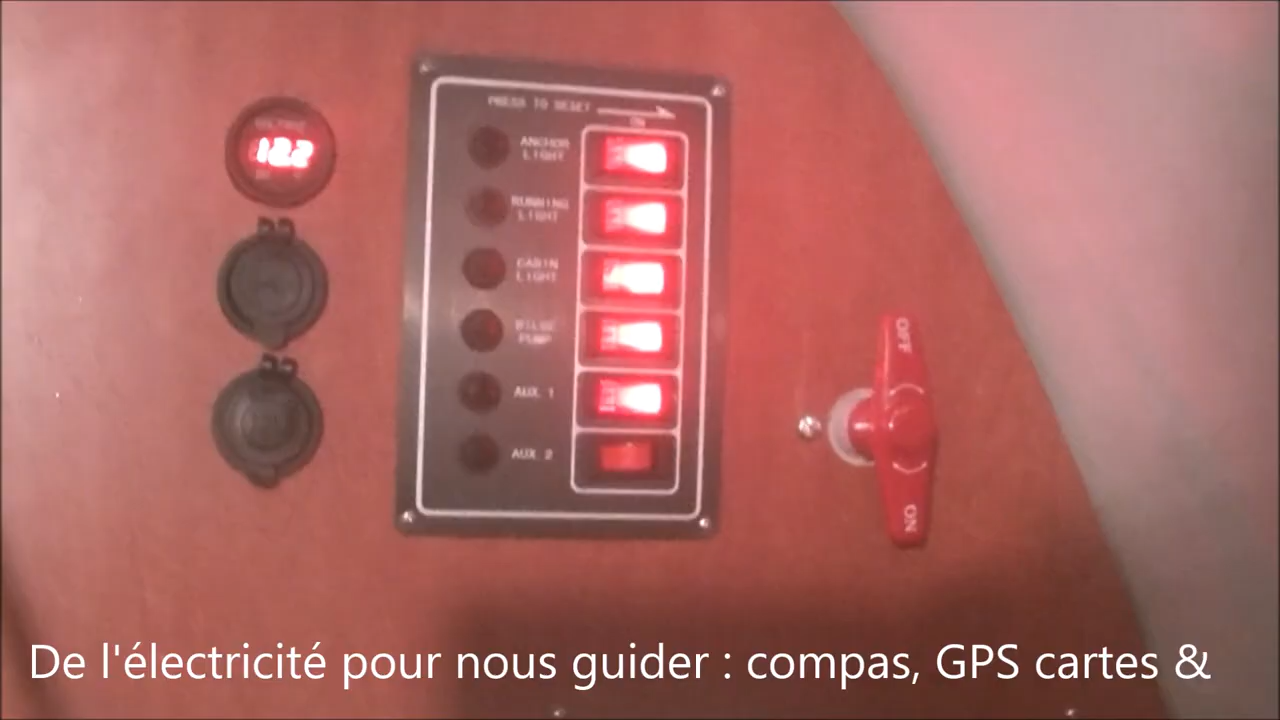 PRESS TO RESET
ON
VOLTAGE
12.2
ANCHOR
LIGHT
RUNNING
LIGHT
CABIN
LIGHT
BILGE
PUMP
AUX. 1
AUX. 2
OFF
ON
De l'électricité pour nous guider : compas, GPS cartes &